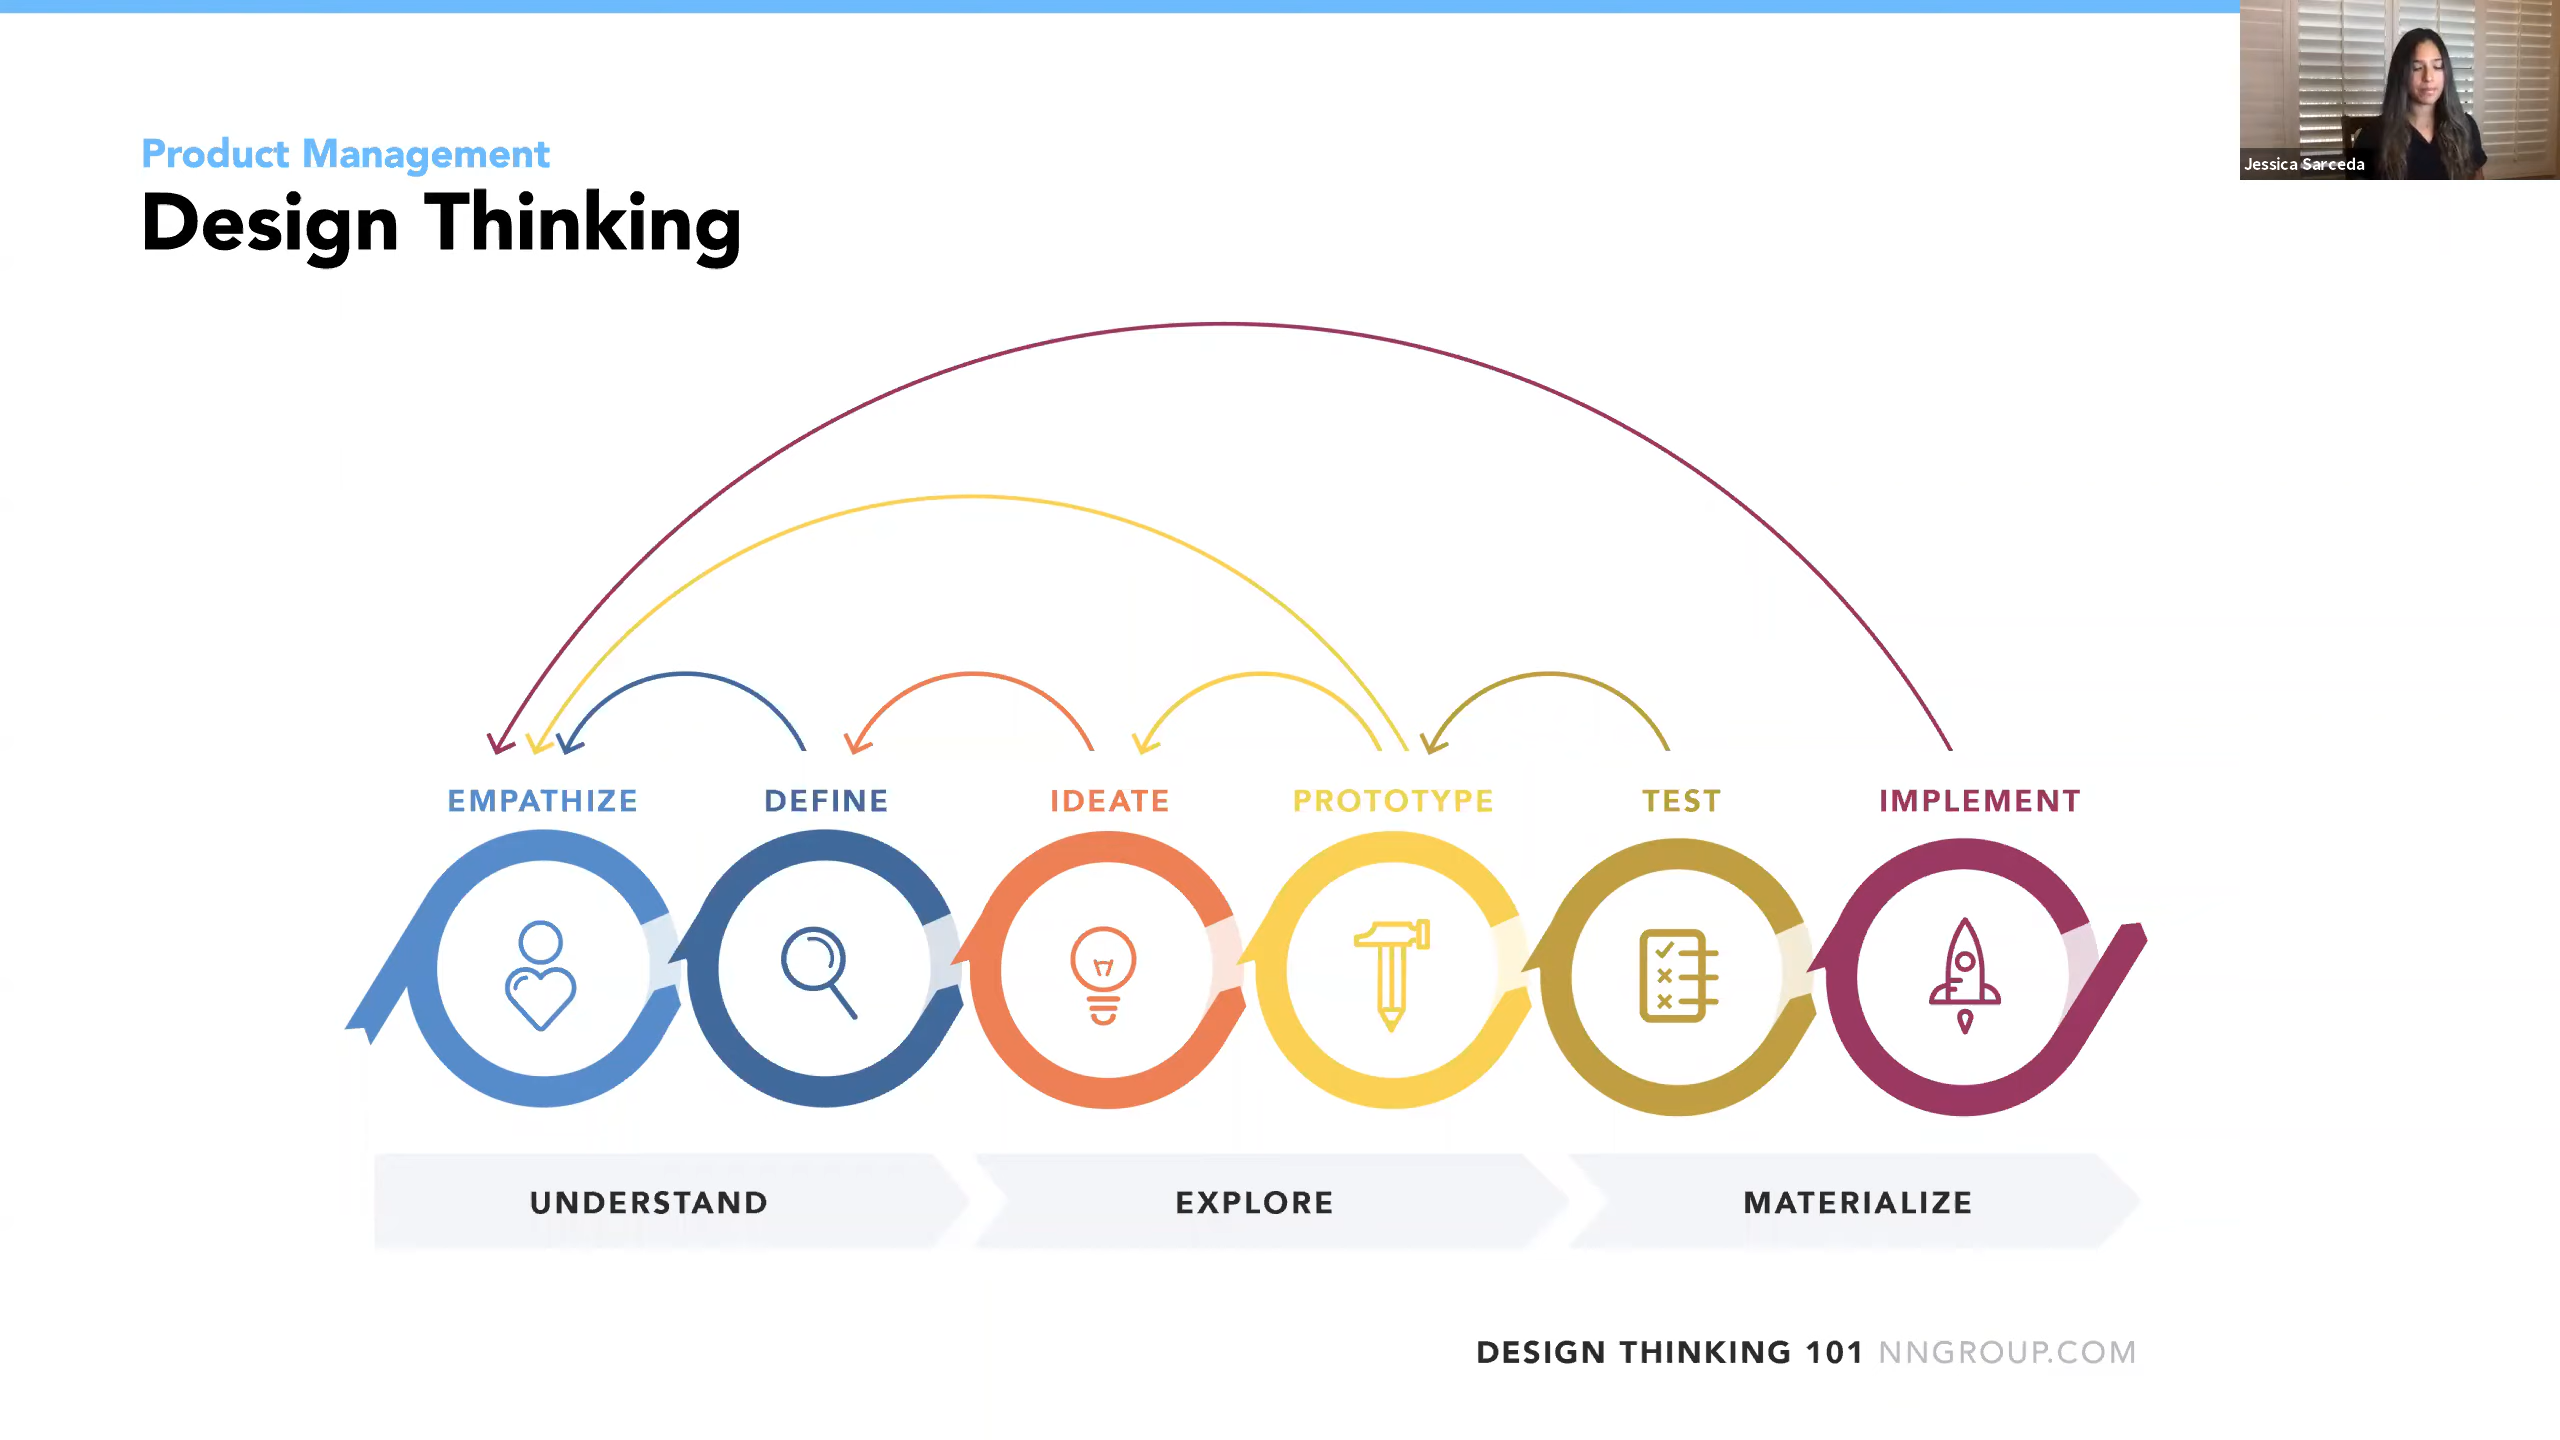 Product Management
Design Thinking
Jessica Sarceda
EMPATHIZE DEFINE IDEATE PROTOTYPE TEST IMPLEMENT
UNDERSTAND EXPLORE MATERIALIZE
DESIGN THINKING 101 NNGROUP.COM